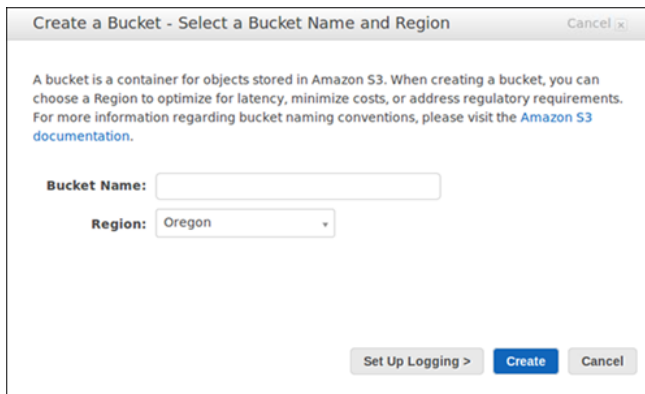 Create a Bucket - Select a Bucket Name and Region
Cancel x
A bucket is a container for objects stored in Amazon S3. When creating a bucket, you can
choose a Region to optimize for latency, minimize costs, or address regulatory requirements.
For more information regarding bucket naming conventions, please visit the Amazon S3
documentation.
Bucket Name:
Region: Oregon
Set Up Logging > Create Cancel